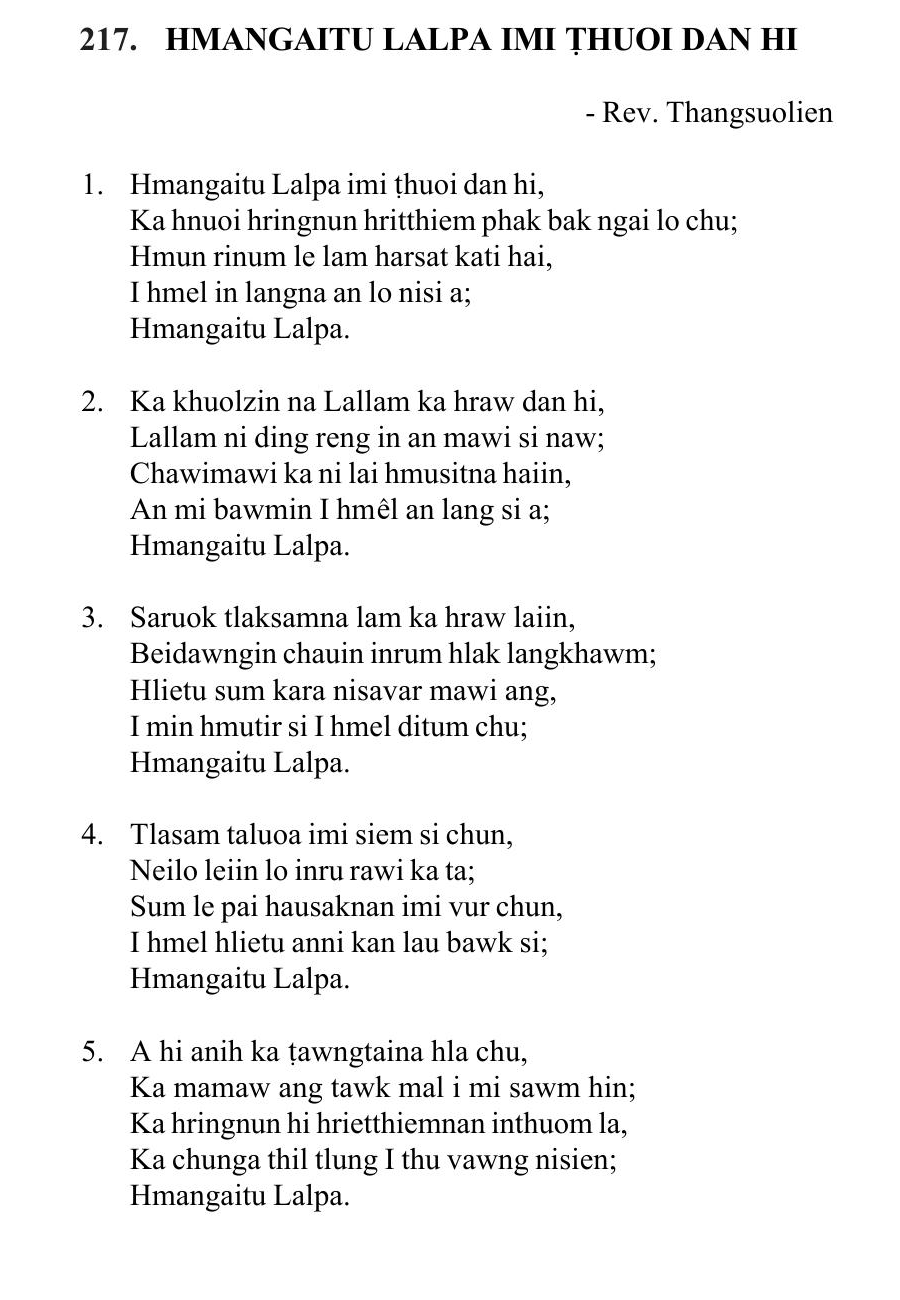 217. HMANGAITU LALPA IMI ṬHUOI DAN HI
- Rev. Thangsuolien
1. Hmangaitu Lalpa imi ṭhuoi dan hi,
Ka hnuoi hringnun hritthiem phak bak ngai lo chu;
Hmun rinum le lam harsat kati hai,
I hmel in langna an lo nisi a;
Hmangaitu Lalpa.
2. Ka khuolzin na Lallam ka hraw dan hi,
Lallam ni ding reng in an mawi si naw;
Chawimawi ka ni lai hmusitna haiin,
An mi bawmin I hmêl an lang si a;
Hmangaitu Lalpa.
3. Saruok tlaksamna lam ka hraw laiin,
Beidawngin chauin inrum hlak langkhawm;
Hlietu sum kara nisavar mawi ang,
I min hmutir si I hmel ditum chu;
Hmangaitu Lalpa.
4. Tlasam taluoa imi siem si chun,
Neilo leiin lo inru rawi ka ta;
Sum le pai hausaknan imi vur chun,
I hmel hlietu anni kan lau bawk si;
Hmangaitu Lalpa.
5. A hi anih ka ṭawngtaina hla chu,
Ka mamaw ang tawk mal i mi sawm hin;
Ka hringnun hi hrietthiemnan inthuom la,
Ka chunga thil tlung I thu vawng nisien;
Hmangaitu Lalpa.